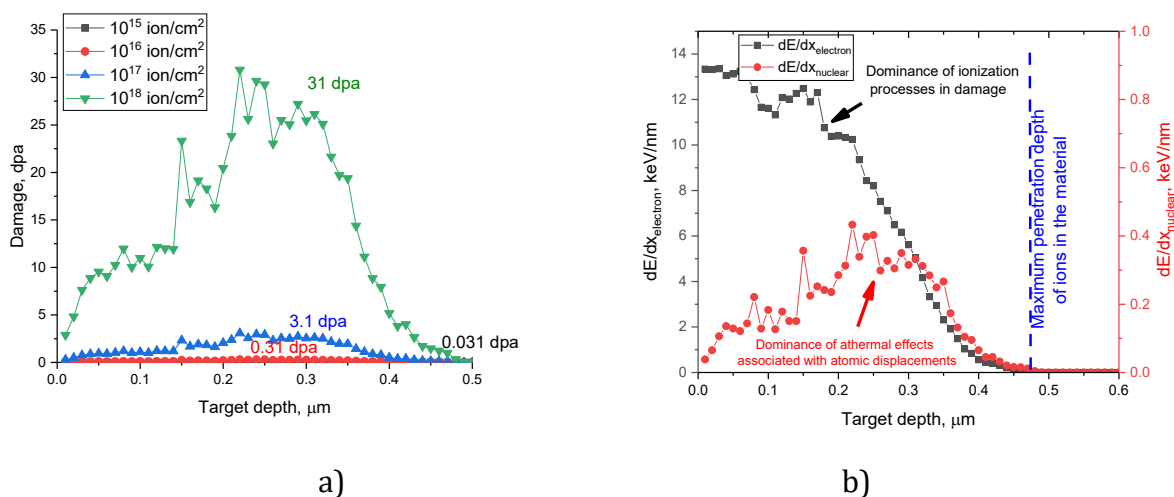 10^15 ion/cm^2
10^16 ion/cm^2
10^17 ion/cm^2
10^18 ion/cm^2
31 dpa
3.1 dpa
0.31 dpa
0.031 dpa
Damage, dpa
35
30
25
20
15
10
5
0
0.0 0.1 0.2 0.3 0.4 0.5
Target depth, μm
a)
dE/dx_electron
dE/dx_nuclear
Dominance of ionization
processes in damage
Dominance of athermal effects
associated with atomic displacements
Maximum penetration depth
of ions in the material
dE/dx_electron, keV/nm
14
12
10
8
6
4
2
0
dE/dx_nuclear, keV/nm
1.0
0.8
0.6
0.4
0.2
0.0
0.0 0.1 0.2 0.3 0.4 0.5 0.6
Target depth, μm
b)